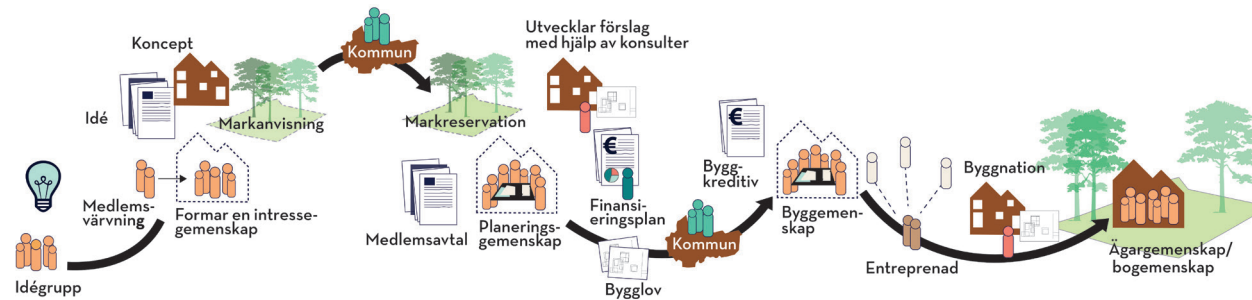 Koncept
Idé
Markanvisning
Medlems-
värvning
Formar en intresse-
gemenskap
Idégrupp
Kommun
Markreservation
Utvecklar förslag
med hjälp av konsulter
Medlemsavtal
Planerings-
gemenskap
€
Finansi-
eringsplan
Bygglov
Kommun
€
Bygg-
kreditiv
Byggemen-
skap
Entreprenad
Byggnation
Ägargemenskap/
bogemenskap